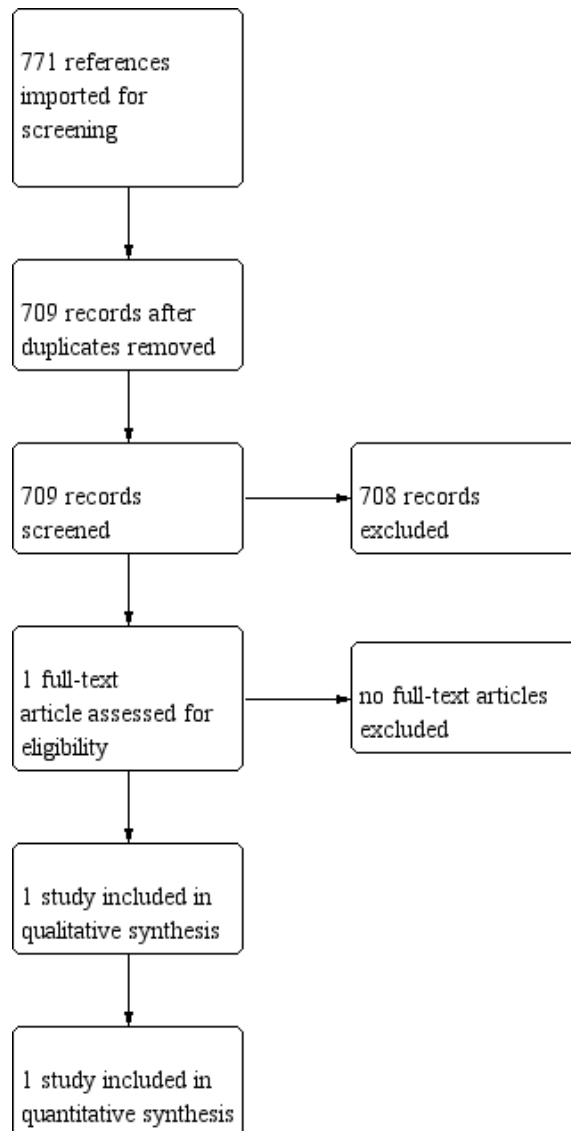 771 references
imported for
screening
709 records after
duplicates removed
709 records
screened
708 records
excluded
1 full-text
article assessed for
eligibility
no full-text articles
excluded
1 study included in
qualitative synthesis
1 study included in
quantitative synthesis